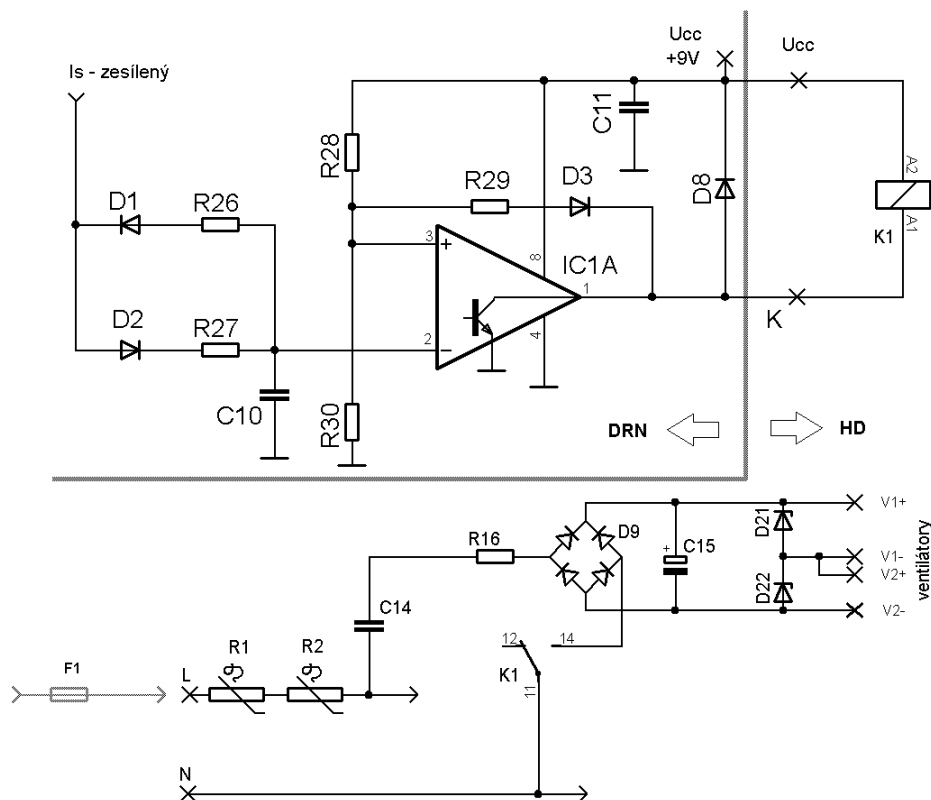 Is - zesílený
Ucc
+9V
Ucc
R28
C11
D8
A2
A1
K1
R29
D3
D1
R26
3
+
8
IC1A
1
D2
R27
2
−
4
K
C10
R30
DRN
HD
R16
D9
+
C15
D21
D22
V1+
V1-
V2+
V2-
ventilátory
C14
12
14
K1
11
R1
R2
F1
L
N